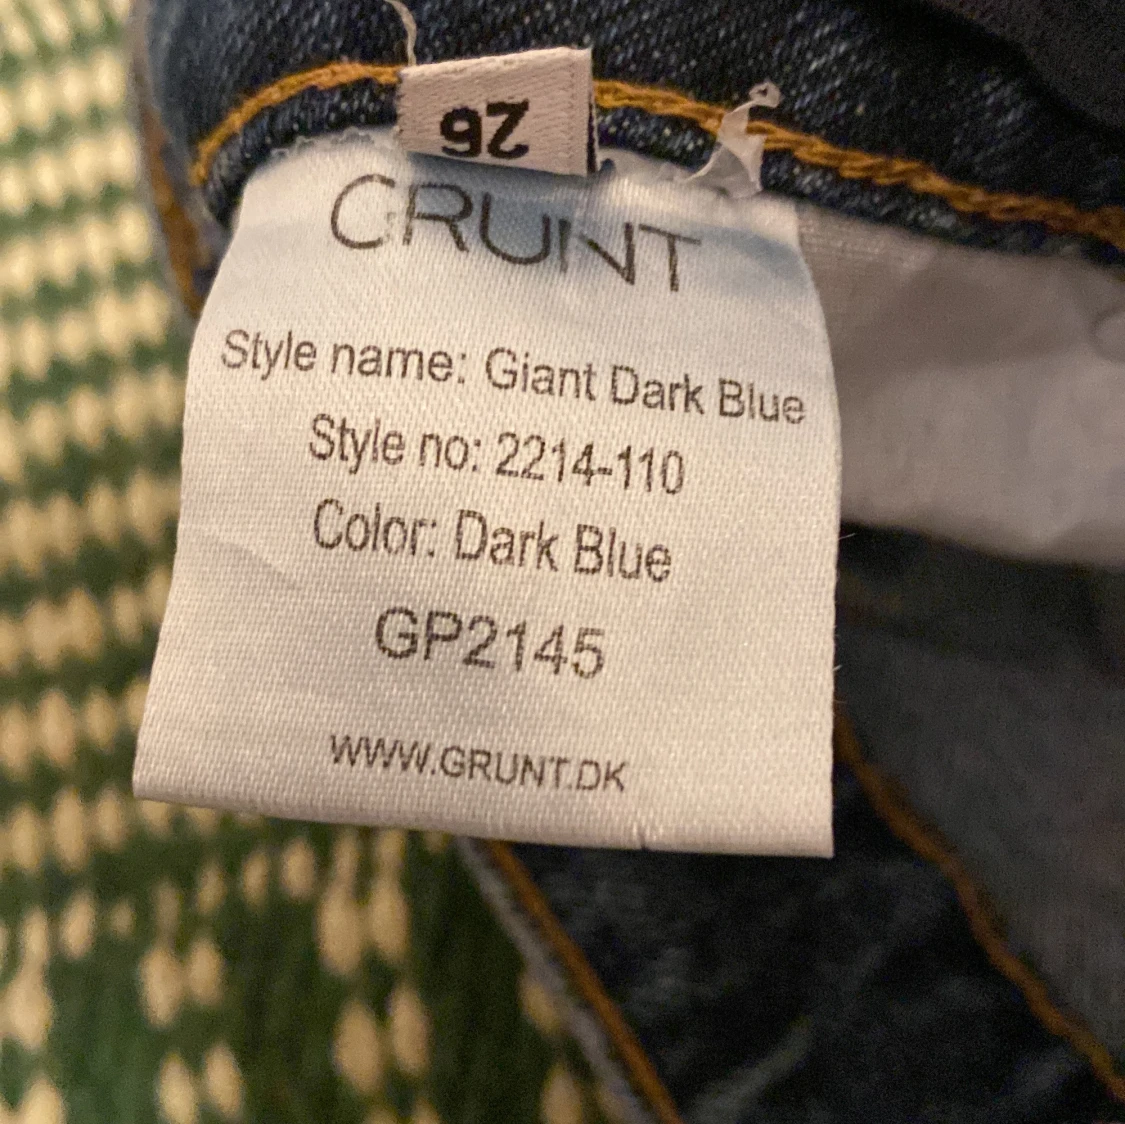 26
GRUNT
Style name: Giant Dark Blue
Style no: 2214-110
Color: Dark Blue
GP2145
WWW.GRUNT.DK